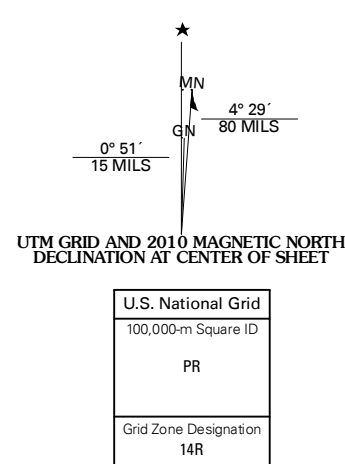 ★
MN
4° 29´
80 MILS
GN
0° 51´
15 MILS
UTM GRID AND 2010 MAGNETIC NORTH
DECLINATION AT CENTER OF SHEET
U.S. National Grid
100,000-m Square ID
PR
Grid Zone Designation
14R